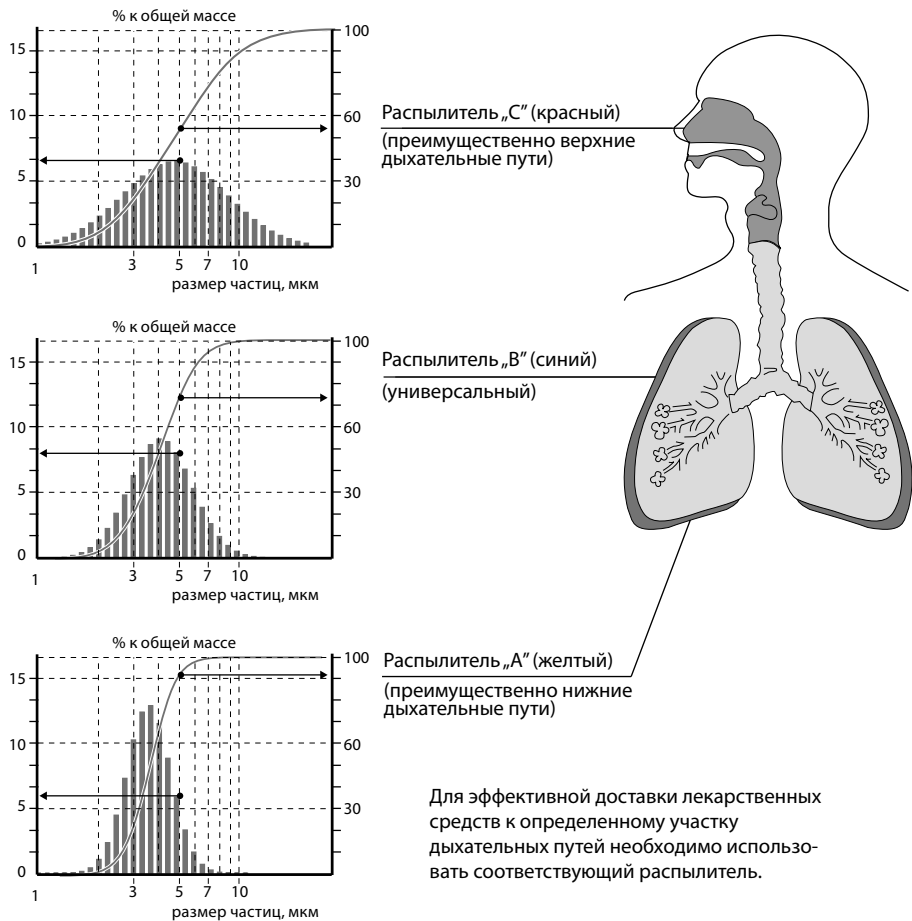 % к общей массе
15
10
5
0
100
60
30
1
3
5
7
10
размер частиц, мкм
Распылитель „C” (красный)
(преимущественно верхние
дыхательные пути)
% к общей массе
15
10
5
0
100
60
30
1
3
5
7
10
размер частиц, мкм
Распылитель „B” (синий)
(универсальный)
% к общей массе
15
10
5
0
100
60
30
1
3
5
7
10
размер частиц, мкм
Распылитель „A” (желтый)
(преимущественно нижние
дыхательные пути)
Для эффективной доставки лекарственных
средств к определенному участку
дыхательных путей необходимо использо-
вать соответствующий распылитель.